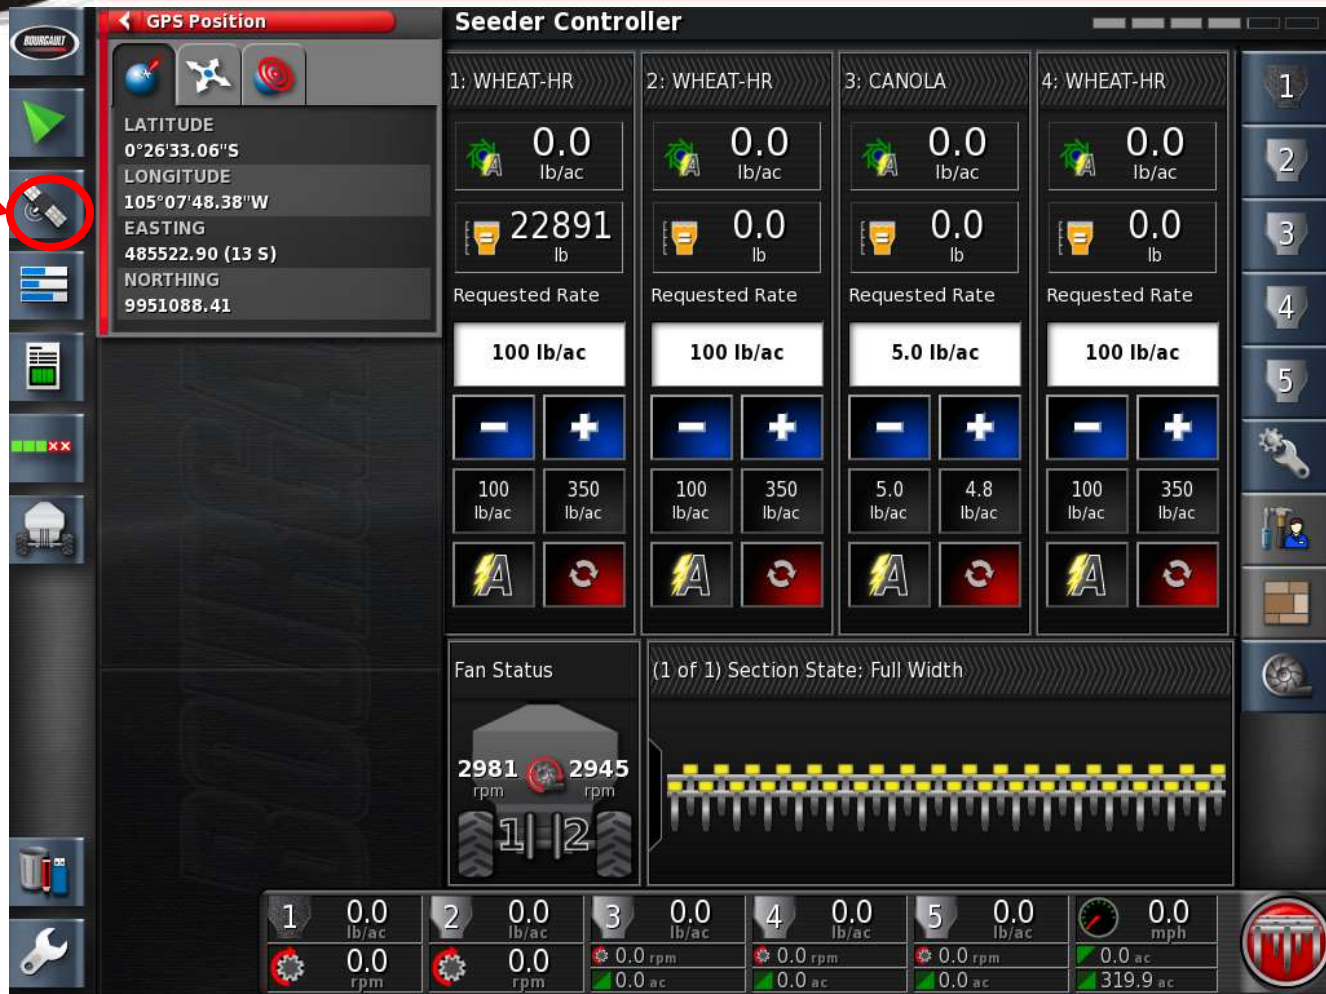 BOURGAULT
GPS Position
LATITUDE
0°26'33.06"S
LONGITUDE
105°07'48.38"W
EASTING
485522.90 (13 S)
NORTHING
9951088.41
Seeder Controller
1: WHEAT-HR
0.0
lb/ac
22891
lb
Requested Rate
100 lb/ac
100 350
lb/ac lb/ac
A
2: WHEAT-HR
0.0
lb/ac
0.0
lb
Requested Rate
100 lb/ac
100 350
lb/ac lb/ac
A
3: CANOLA
0.0
lb/ac
0.0
lb
Requested Rate
5.0 lb/ac
5.0 4.8
lb/ac lb/ac
A
4: WHEAT-HR
0.0
lb/ac
0.0
lb
Requested Rate
100 lb/ac
100 350
lb/ac lb/ac
A
1
2
3
4
5
Fan Status
2981 2945
rpm rpm
1 2
(1 of 1) Section State: Full Width
1 0.0
lb/ac
0.0
rpm
2 0.0
lb/ac
0.0
rpm
3 0.0
lb/ac
0.0 rpm
0.0 ac
4 0.0
lb/ac
0.0 rpm
0.0 ac
5 0.0
lb/ac
0.0 rpm
0.0 ac
0.0
mph
0.0 ac
319.9 ac